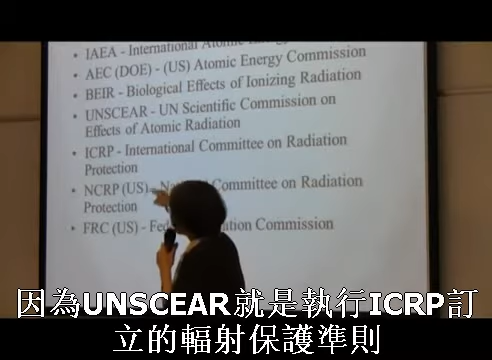 • IAEA - International Atomic
• AEC (DOE) - (US) Atomic Energy Commission
• BEIR - Biological Effects of Ionizing Radiation
• UNSCEAR - UN Scientific Commission on
Effects of Atomic Radiation
• ICRP - International Committee on Radiation
Protection
• NCRP (US) - Committee on Radiation
Protection
• FRC (US) - Commission
因為UNSCEAR就是執行ICRP訂
立的輻射保護準則